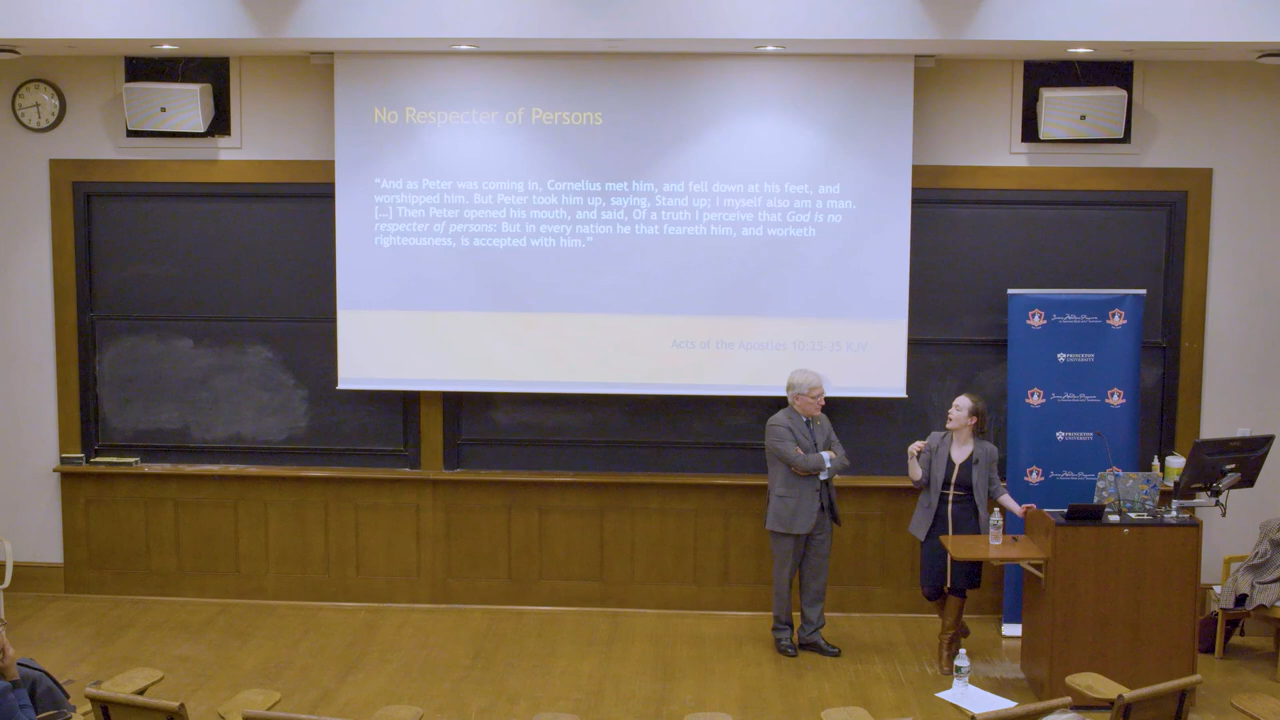 No Respecter of Persons
“And as Peter was coming in, Cornelius met him, and fell down at his feet, and
worshipped him. But Peter took him up, saying, Stand up; I myself also am a man.
[…] Then Peter opened his mouth, and said, Of a truth I perceive that God is no
respecter of persons: But in every nation he that feareth him, and worketh
righteousness, is accepted with him.”
Acts of the Apostles 10:25-35 KJV.
PRINCETON
UNIVERSITY
PRINCETON
UNIVERSITY